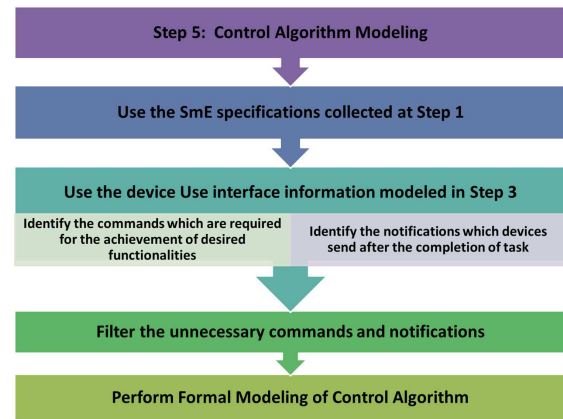 Step 5: Control Algorithm Modeling
Use the SmE specifications collected at Step 1
Use the device Use interface information modeled in Step 3
Identify the commands which are required
for the achievement of desired
functionalities
Identify the notifications which devices
send after the completion of task
Filter the unnecessary commands and notifications
Perform Formal Modeling of Control Algorithm